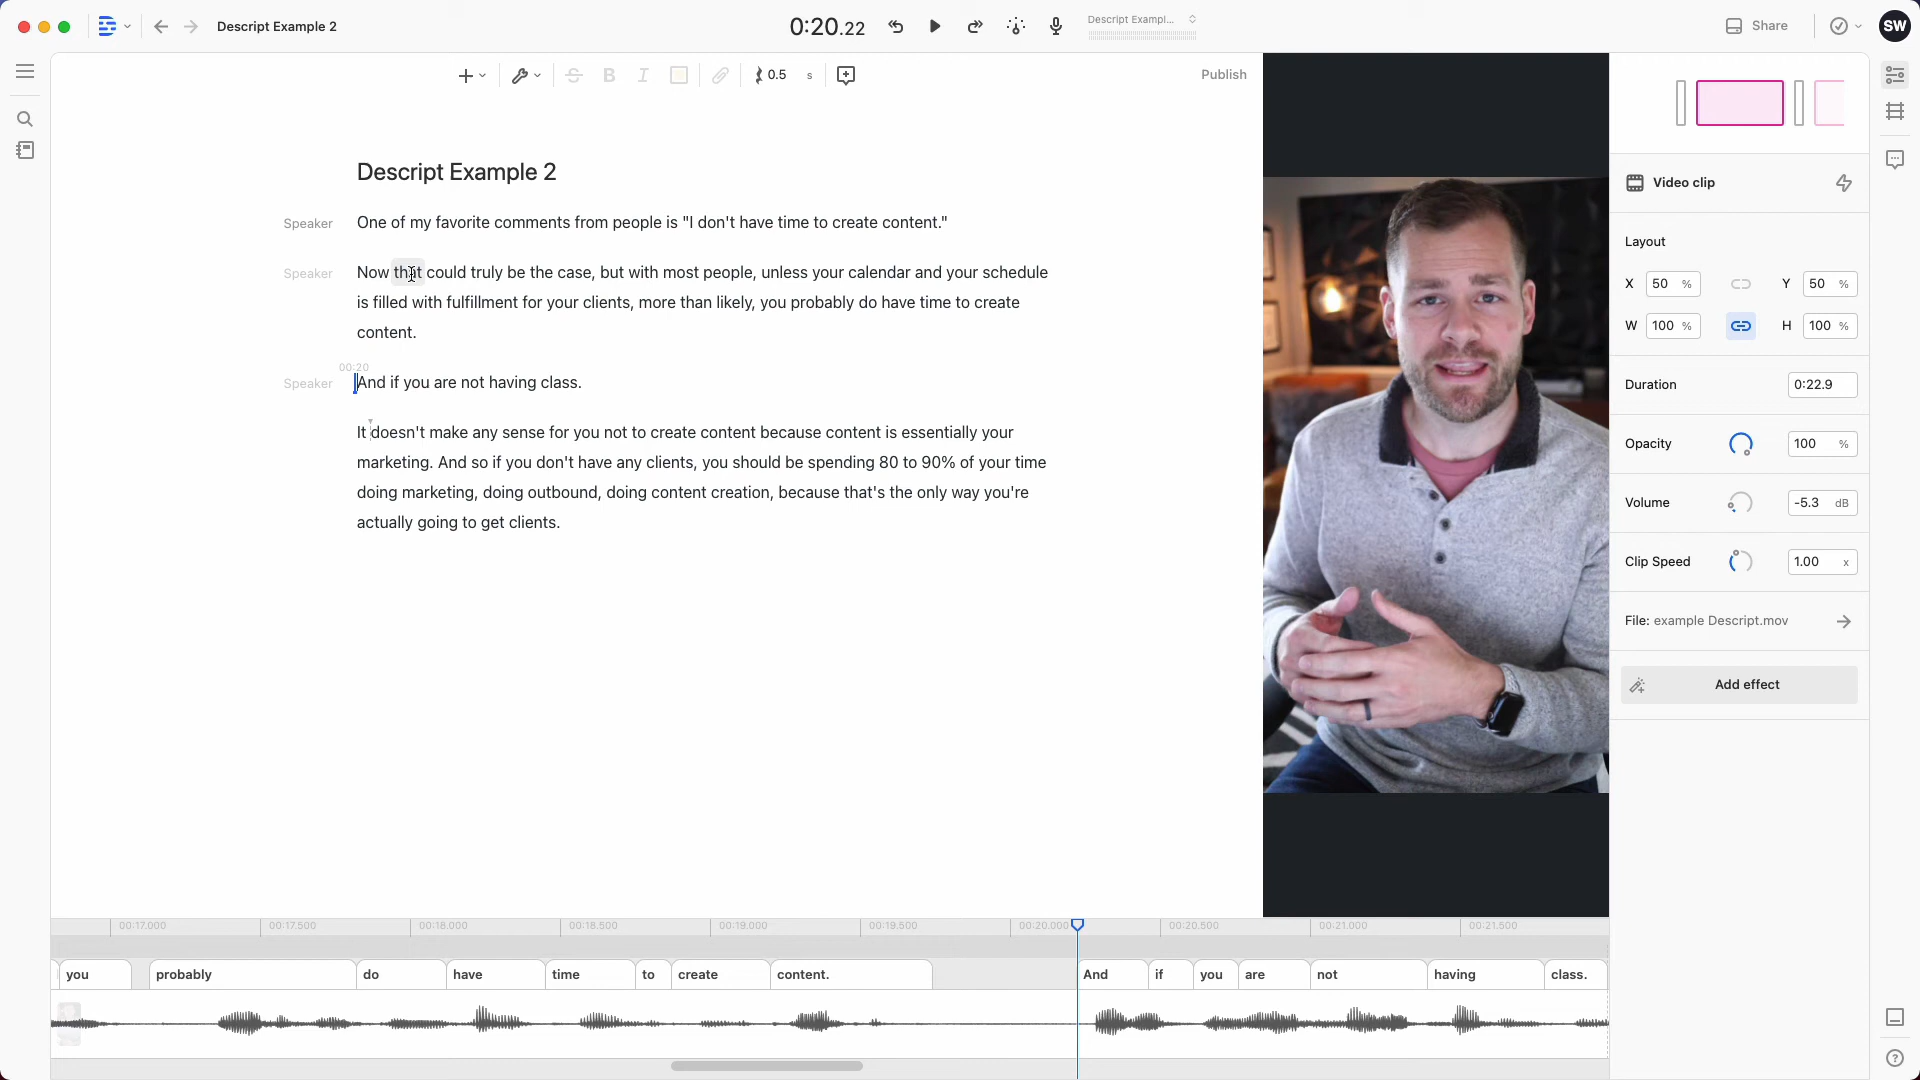 Descript Example 2
0:20.22
Descript Exampl...
Share
SW
0.5 s
Publish
Descript Example 2
Speaker
One of my favorite comments from people is "I don't have time to create content."
Speaker
Now that could truly be the case, but with most people, unless your calendar and your schedule
is filled with fulfillment for your clients, more than likely, you probably do have time to create
content.
00:20
Speaker
And if you are not having class.
It doesn't make any sense for you not to create content because content is essentially your
marketing. And so if you don't have any clients, you should be spending 80 to 90% of your time
doing marketing, doing outbound, doing content creation, because that's the only way you're
actually going to get clients.
Video clip
Layout
X 50 % Y 50 %
W 100 % H 100 %
Duration 0:22.9
Opacity 100 %
Volume -5.3 dB
Clip Speed 1.00 x
File: example Descript.mov
Add effect
00:17.000 00:17.500 00:18.000 00:18.500 00:19.000 00:19.500 00:20.000 00:20.500 00:21.000 00:21.500
you probably do have time to create content. And if you are not having class.